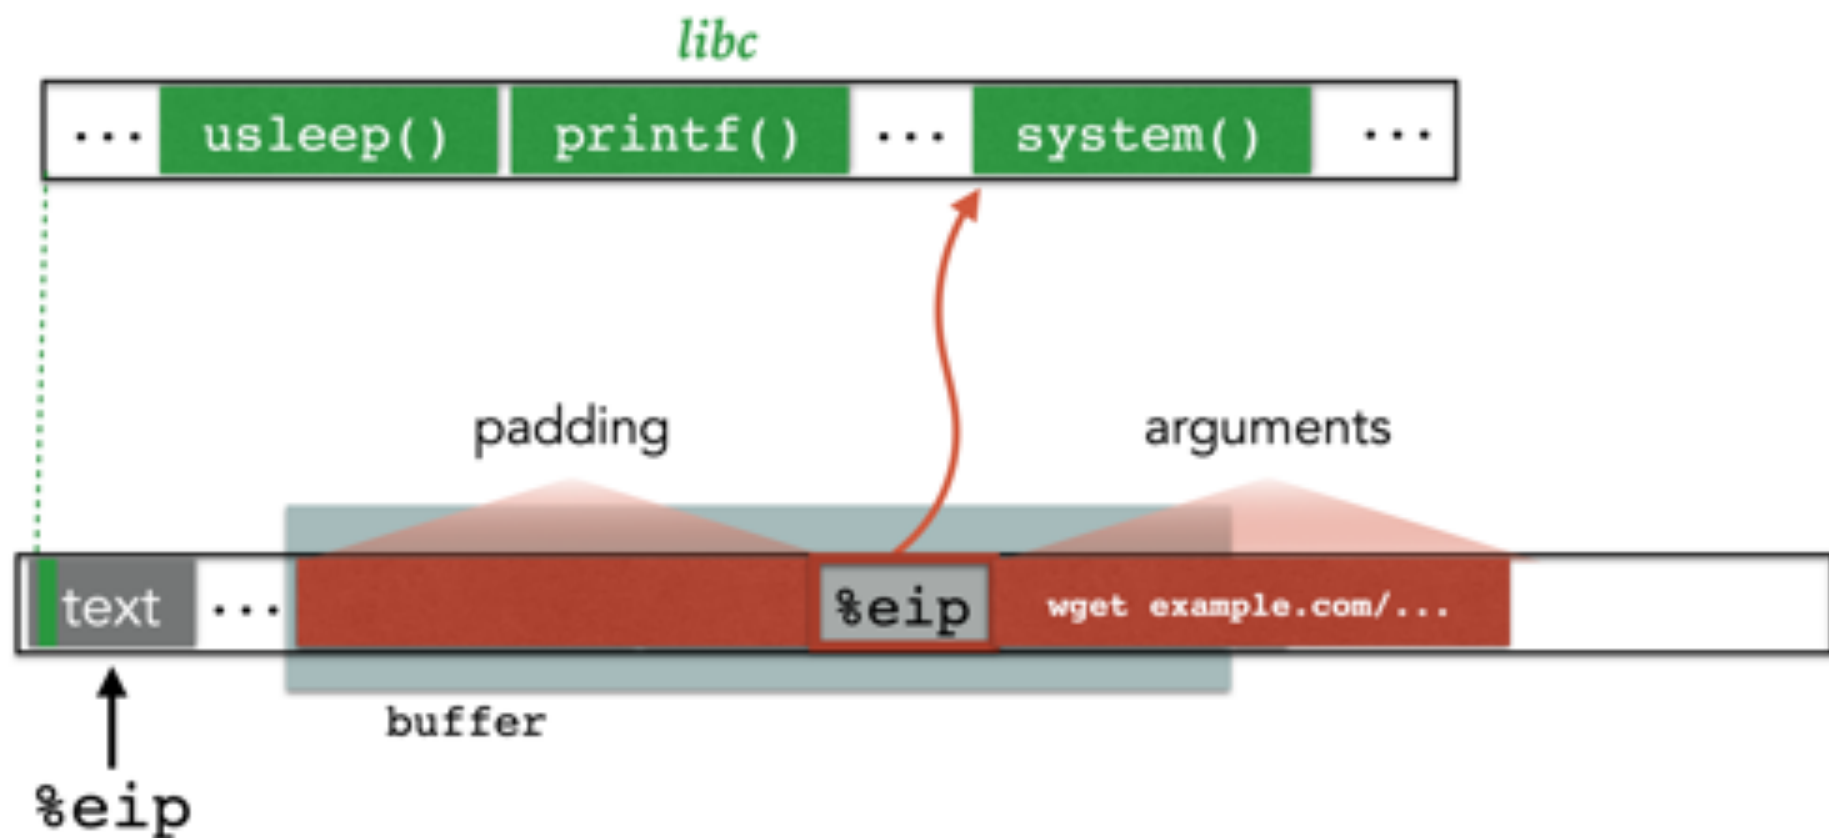 libc
... usleep() printf() ... system() ...
padding arguments
text ... %eip wget example.com/...
buffer
%eip